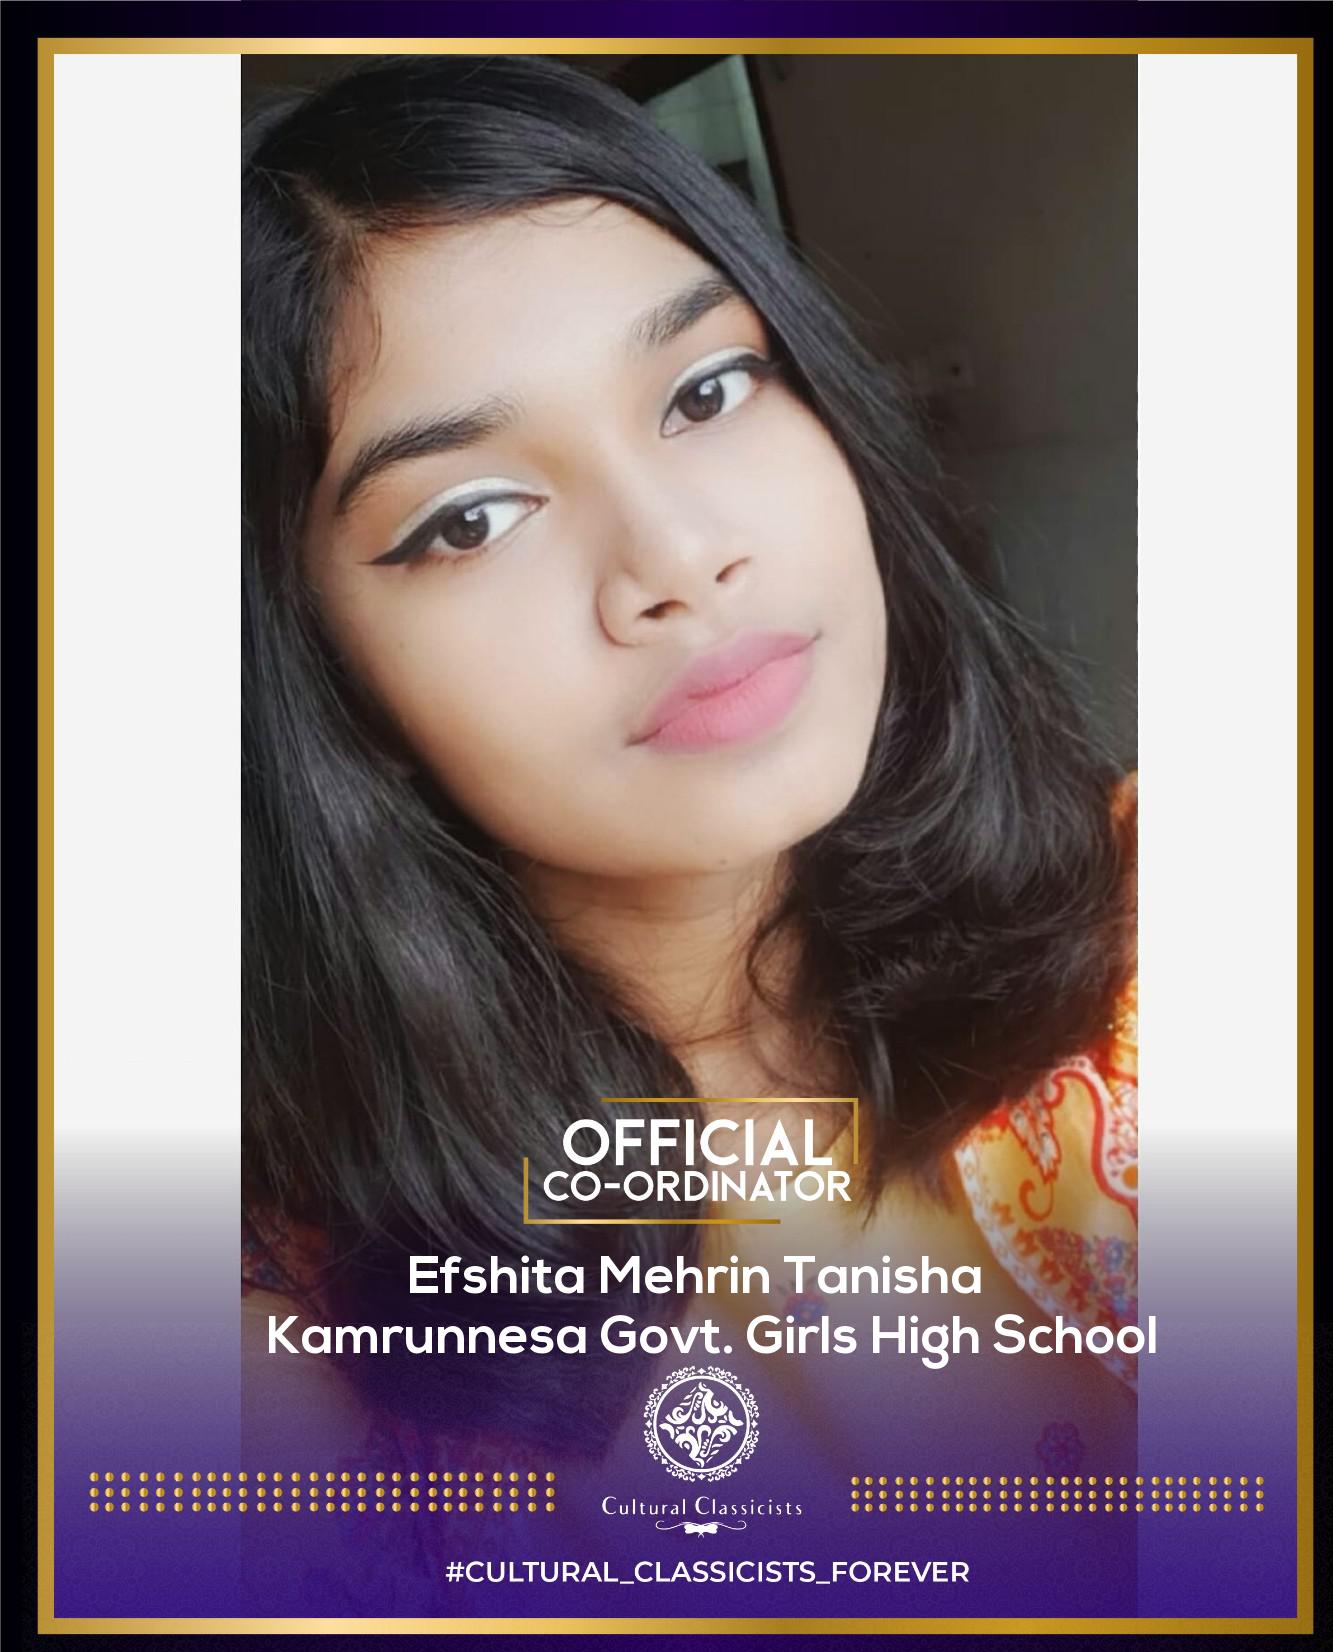 OFFICIAL
CO-ORDINATOR
Efshita Mehrin Tanisha
Kamrunnesa Govt. Girls High School
Cultural Classicists
#CULTURAL_CLASSICISTS_FOREVER